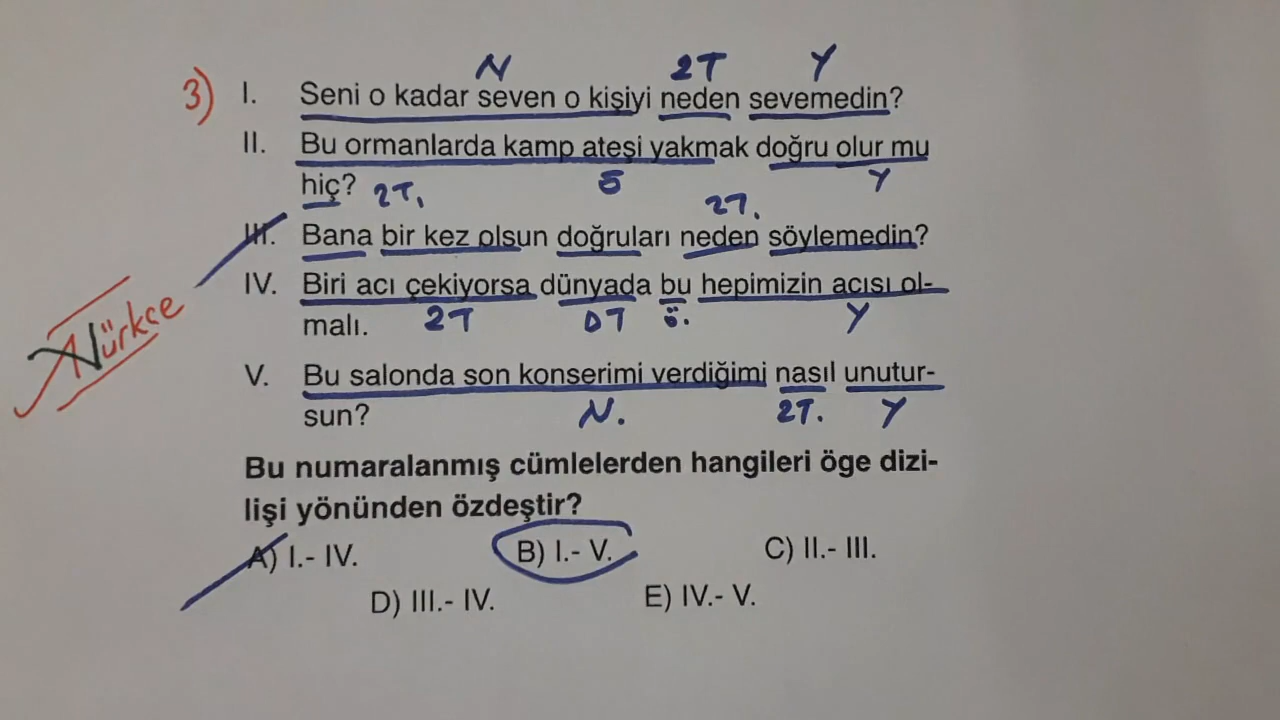 N 2T Y
3) I. Seni o kadar seven o kişiyi neden sevemedin?
II. Bu ormanlarda kamp ateşi yakmak doğru olur mu
hiç? 2T, Ö Y
2T.
III. Bana bir kez olsun doğruları neden söylemedin?
IV. Biri acı çekiyorsa dünyada bu hepimizin acısı ol-
malı. 2T DT Ö. Y
V. Bu salonda son konserimi verdiğimi nasıl unutur-
sun? N. 2T. Y
Bu numaralanmış cümlelerden hangileri öge dizi-
lişi yönünden özdeştir?
A) I.- IV. B) I.- V. C) II.- III.
D) III.- IV. E) IV.- V.